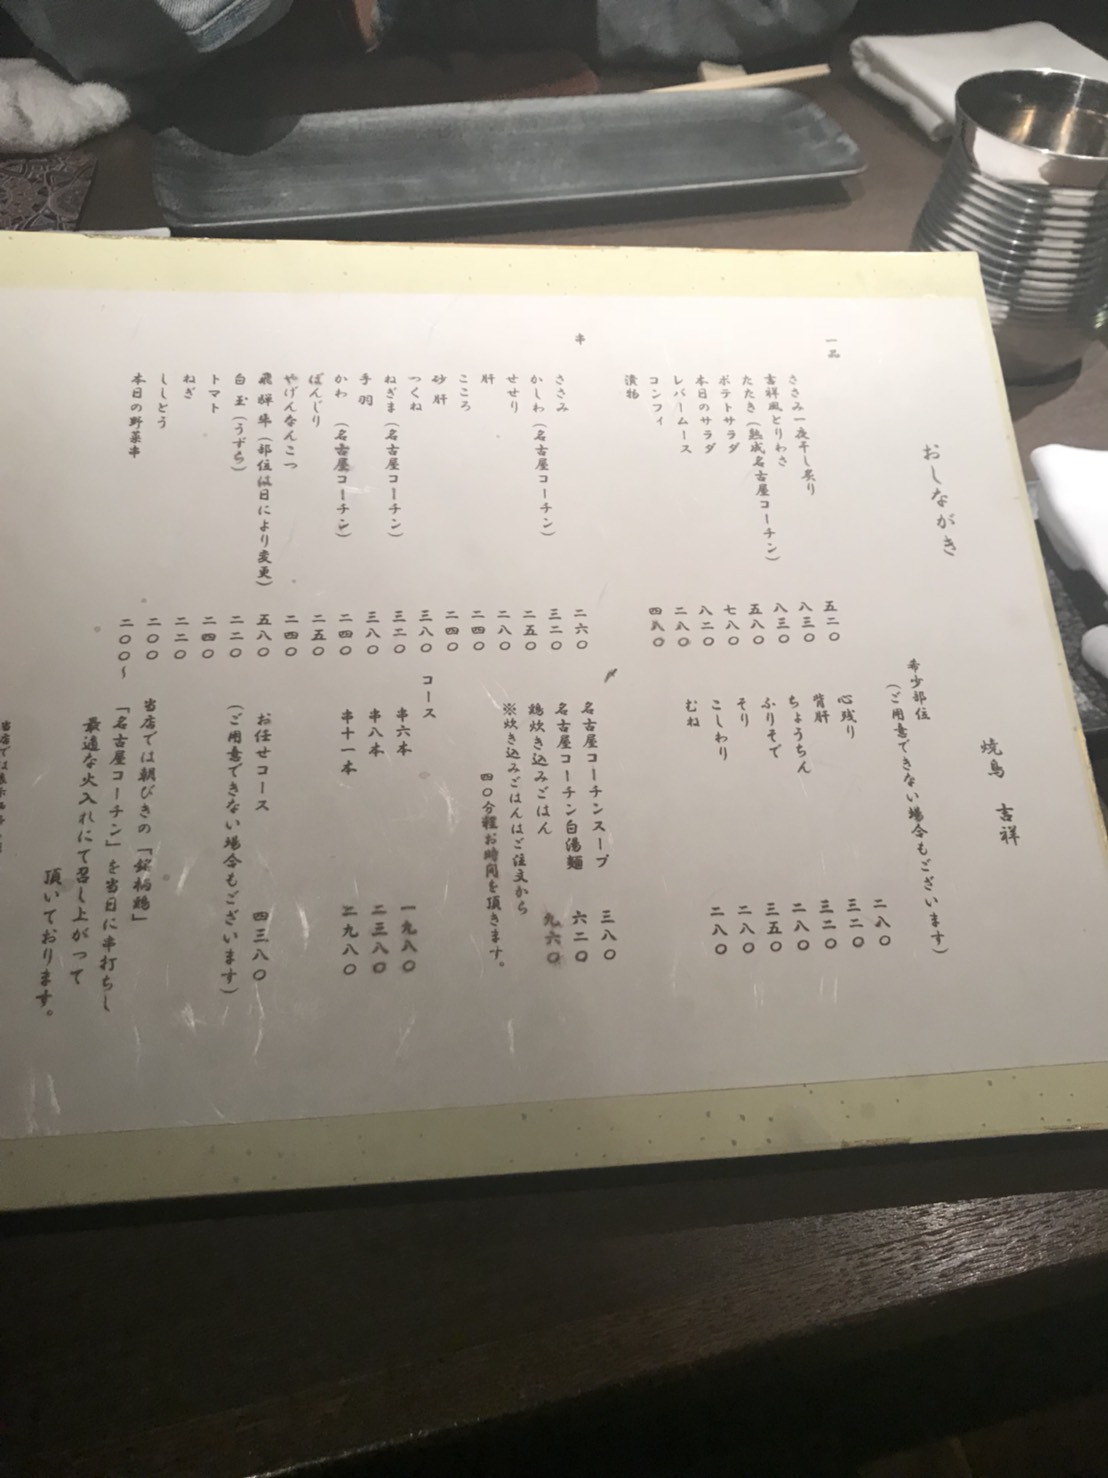 おしながき
焼鳥 吉祥
一品
ささみ一夜干し炙り 五二〇
吉祥風とりわさ 八三〇
たたき(熟成名古屋コーチン) 八三〇
ポテトサラダ 五八〇
本日のサラダ 七八〇
レバームース 八二〇
コンフィ 二八〇
漬物 四八〇
串
ささみ 二六〇
かしわ(名古屋コーチン) 三二〇
せせり 二五〇
肝 二八〇
こころ 二四〇
砂肝 二四〇
つくね 三八〇
ねぎま(名古屋コーチン) 三二〇
手羽 三八〇
かわ(名古屋コーチン) 二四〇
ぼんじり 二五〇
やげんなんこつ 二四〇
飛騨豚(部位は日により変更) 五八〇
白玉(うずら) 二二〇
トマト 二四〇
ねぎ 二二〇
ししとう 二〇〇
本日の野菜串 二〇〇〜
希少部位
(ご用意できない場合もございます)
心残り 二八〇
背肝 三二〇
ちょうちん 三二〇
ふりそで 二八〇
そり 三五〇
こしわり 二八〇
むね 二八〇
〆
名古屋コーチンスープ 三八〇
名古屋コーチン白湯麺 六二〇
鶏炊き込みごはん 九六〇
※炊き込みごはんはご注文から
四〇分程お時間を頂きます。
コース
串六本 一九八〇
串八本 二三八〇
串十一本 二九八〇
お任せコース 四三八〇
(ご用意できない場合もございます)
当店では朝びきの「銘柄鶏」
「名古屋コーチン」を当日に串打ちし
最適な火入れにて召し上がって
頂いております。
当店では